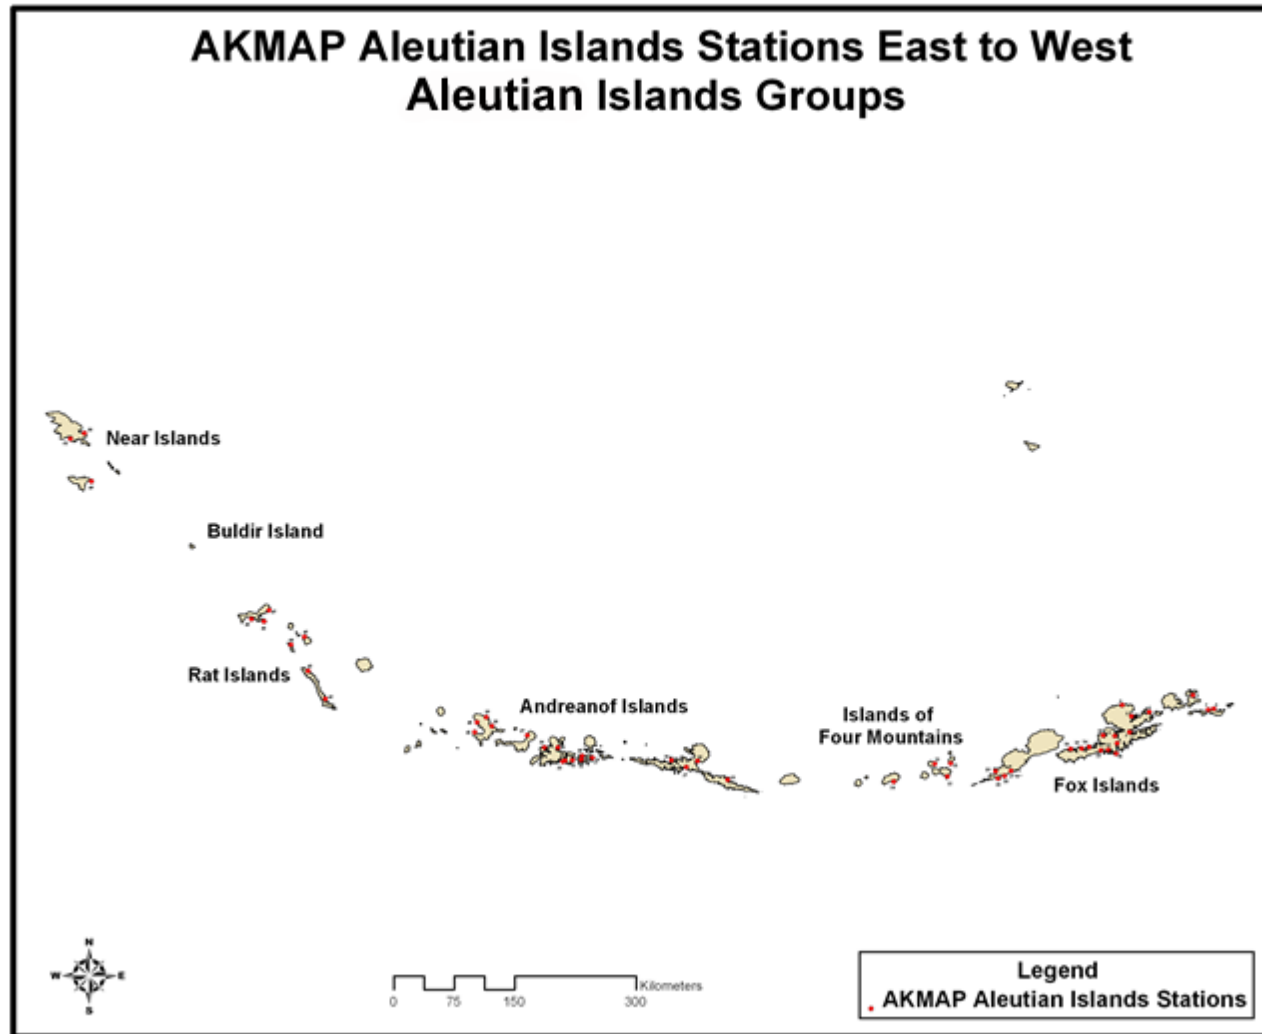 AKMAP Aleutian Islands Stations East to West
Aleutian Islands Groups
Near Islands
Buldir Island
Rat Islands
Andreanof Islands
Islands of
Four Mountains
Fox Islands
N
W E
S
Kilometers
0 75 150 300
Legend
AKMAP Aleutian Islands Stations